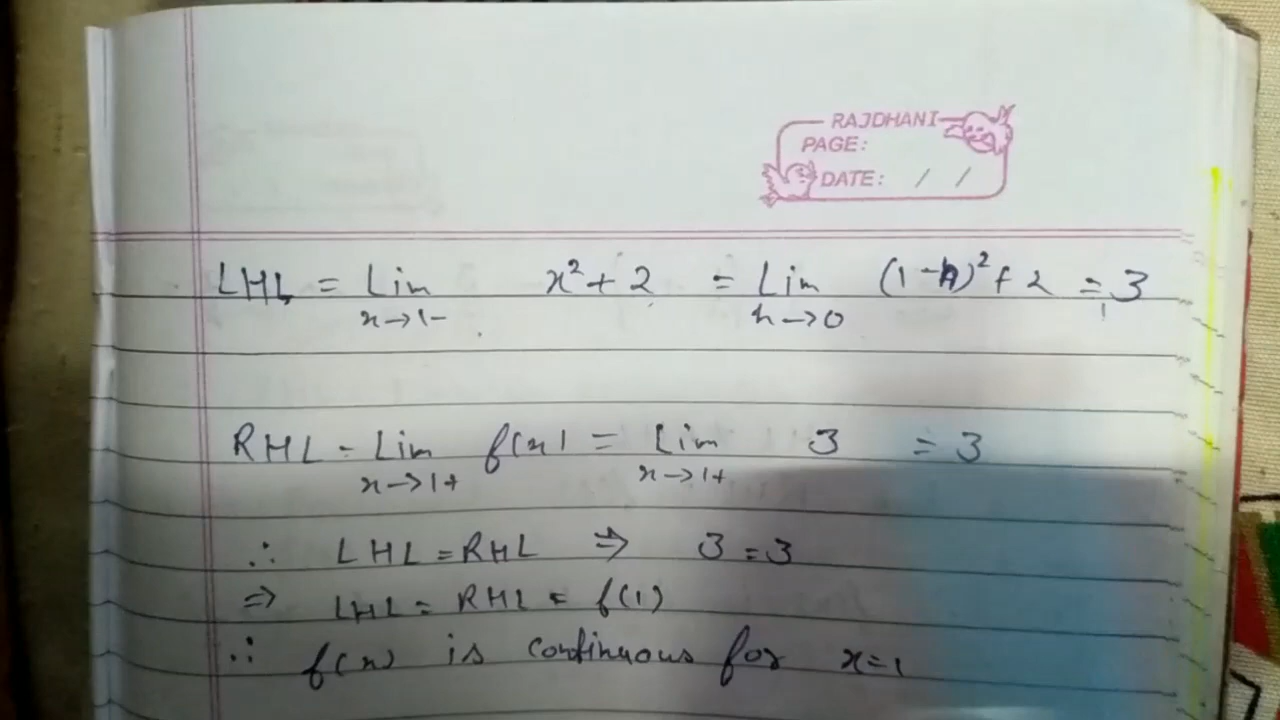 RAJDHANI
PAGE:
DATE: / /
LHL = Lim x²+2 = Lim (1-h)²+2 = 3
x→1- h→0
RHL = Lim f(x) = Lim 3 = 3
x→1+ x→1+
∴ LHL = RHL ⇒ 3 = 3
⇒ LHL = RHL = f(1)
∴ f(x) is continuous for x=1